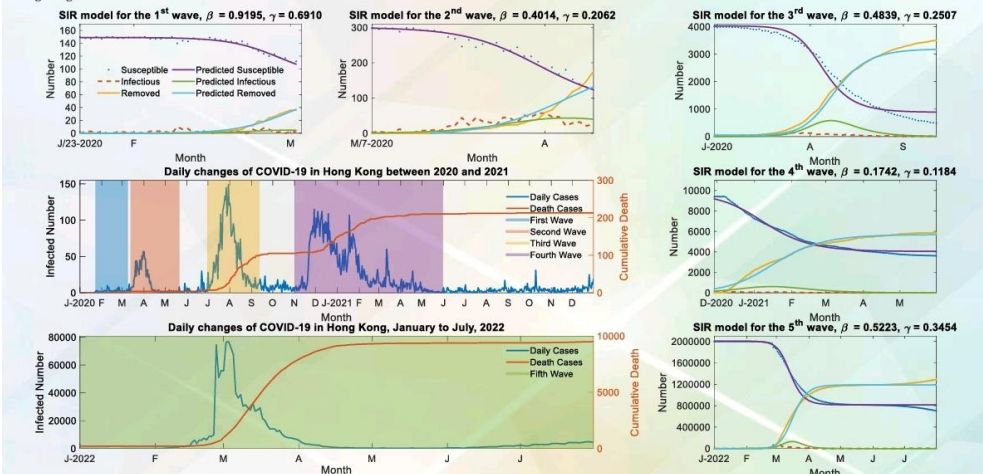 SIR model for the 1st wave, β = 0.9195, γ = 0.6910
Number
160
140
120
100
80
60
40
20
0
Susceptible
Infectious
Removed
Predicted Susceptible
Predicted Infectious
Predicted Removed
J/23-2020 F M
Month
SIR model for the 2nd wave, β = 0.4014, γ = 0.2062
Number
300
200
100
0
M/7-2020 A
Month
SIR model for the 3rd wave, β = 0.4839, γ = 0.2507
Number
4000
3000
2000
1000
0
J-2020 A S
Month
Daily changes of COVID-19 in Hong Kong between 2020 and 2021
Infected Number
150
100
50
0
Cumulative Death
300
200
100
0
Daily Cases
Death Cases
First Wave
Second Wave
Third Wave
Fourth Wave
J-2020 F M A M J J A S O N D J-2021 F M A M J J A S O N D
Month
SIR model for the 4th wave, β = 0.1742, γ = 0.1184
Number
10000
8000
6000
4000
2000
0
D-2020 J-2021 F M A M
Month
Daily changes of COVID-19 in Hong Kong, January to July, 2022
Infected Number
80000
60000
40000
20000
0
Cumulative Death
10000
5000
0
Daily Cases
Death Cases
Fifth Wave
J-2022 F M A M J J
Month
SIR model for the 5th wave, β = 0.5223, γ = 0.3454
Number
2000000
1600000
1200000
800000
400000
0
J-2022 F M A M J J
Month